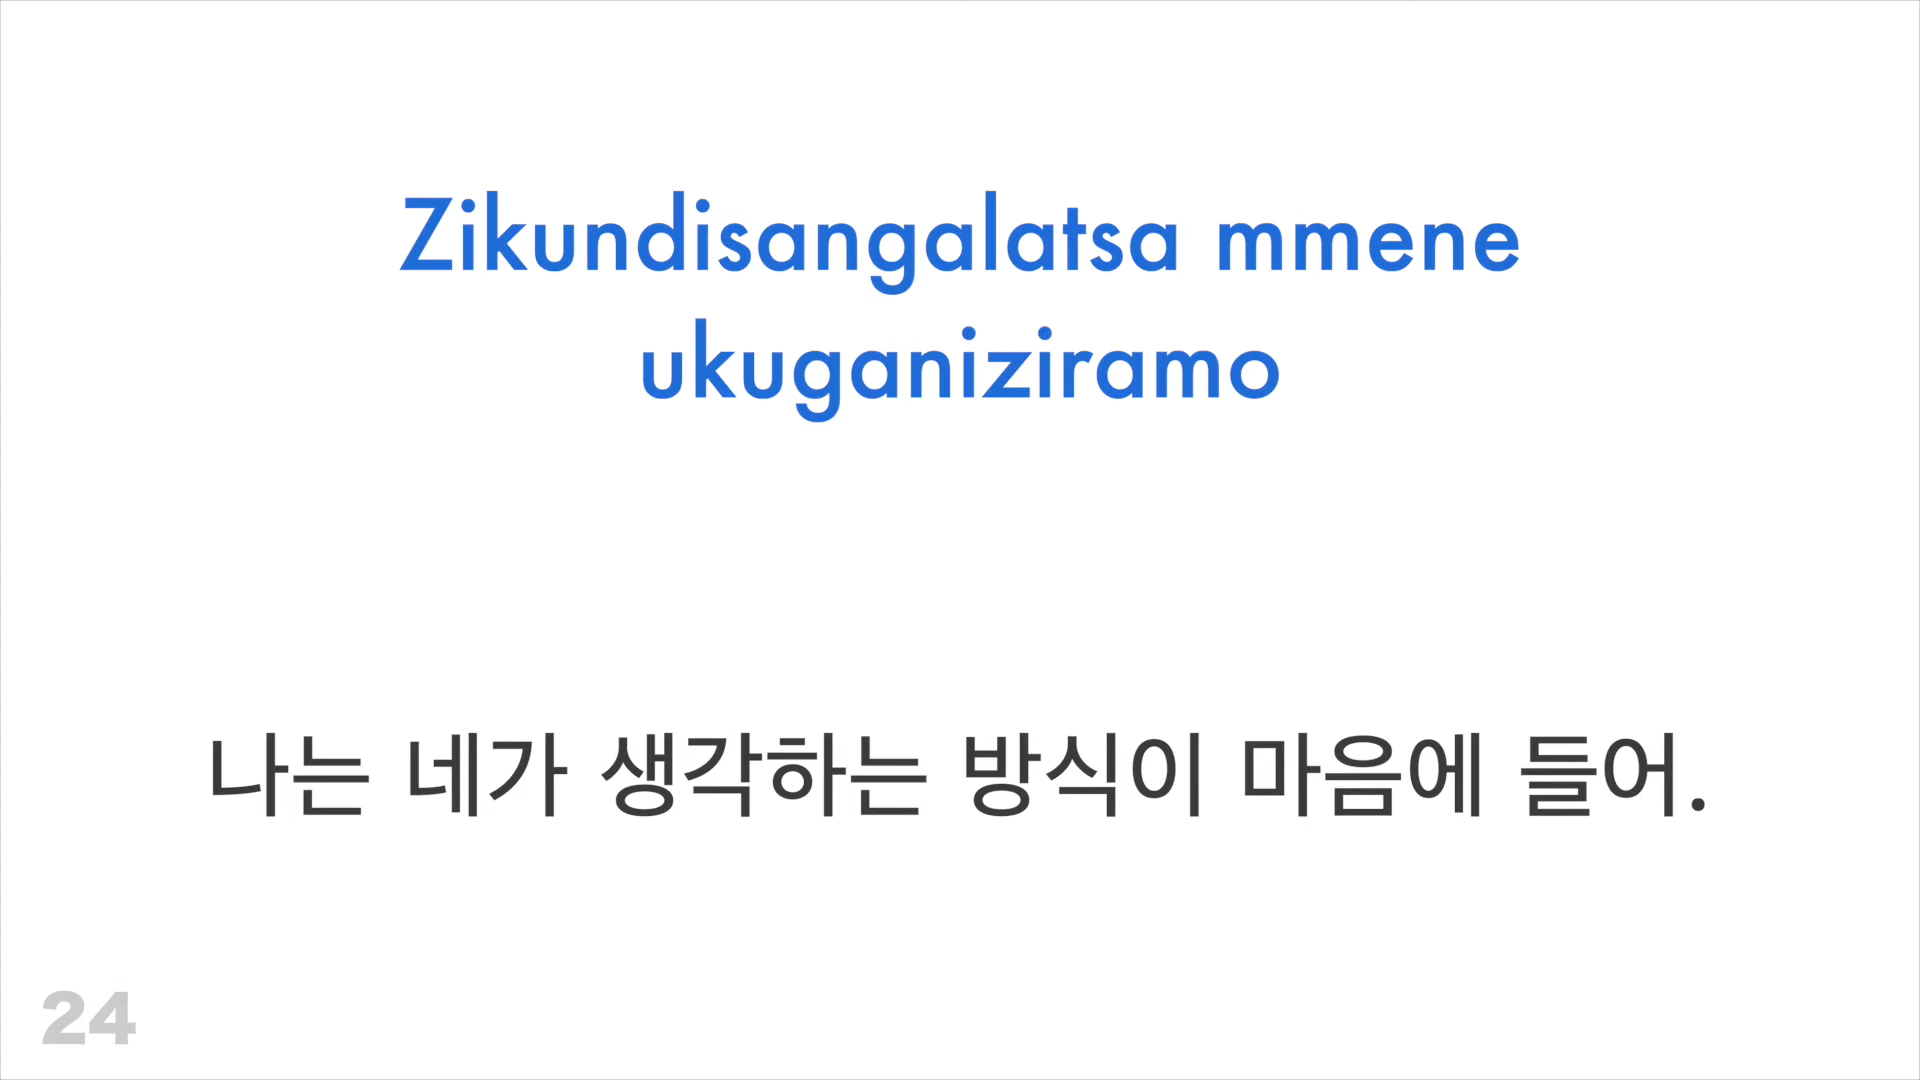 Zikundisangalatsa mmene
ukuganiziramo
나는 네가 생각하는 방식이 마음에 들어.
24